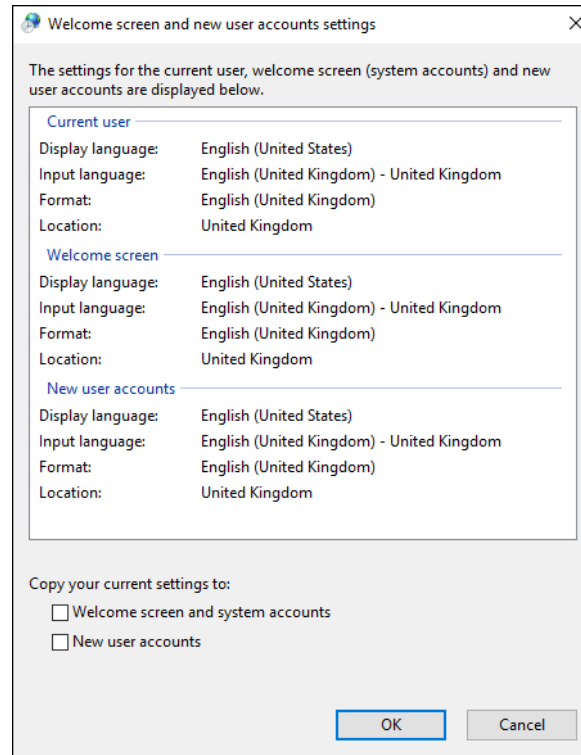 Welcome screen and new user accounts settings
The settings for the current user, welcome screen (system accounts) and new
user accounts are displayed below.
Current user
Display language: English (United States)
Input language: English (United Kingdom) - United Kingdom
Format: English (United Kingdom)
Location: United Kingdom
Welcome screen
Display language: English (United States)
Input language: English (United Kingdom) - United Kingdom
Format: English (United Kingdom)
Location: United Kingdom
New user accounts
Display language: English (United States)
Input language: English (United Kingdom) - United Kingdom
Format: English (United Kingdom)
Location: United Kingdom
Copy your current settings to:
Welcome screen and system accounts
New user accounts
OK Cancel